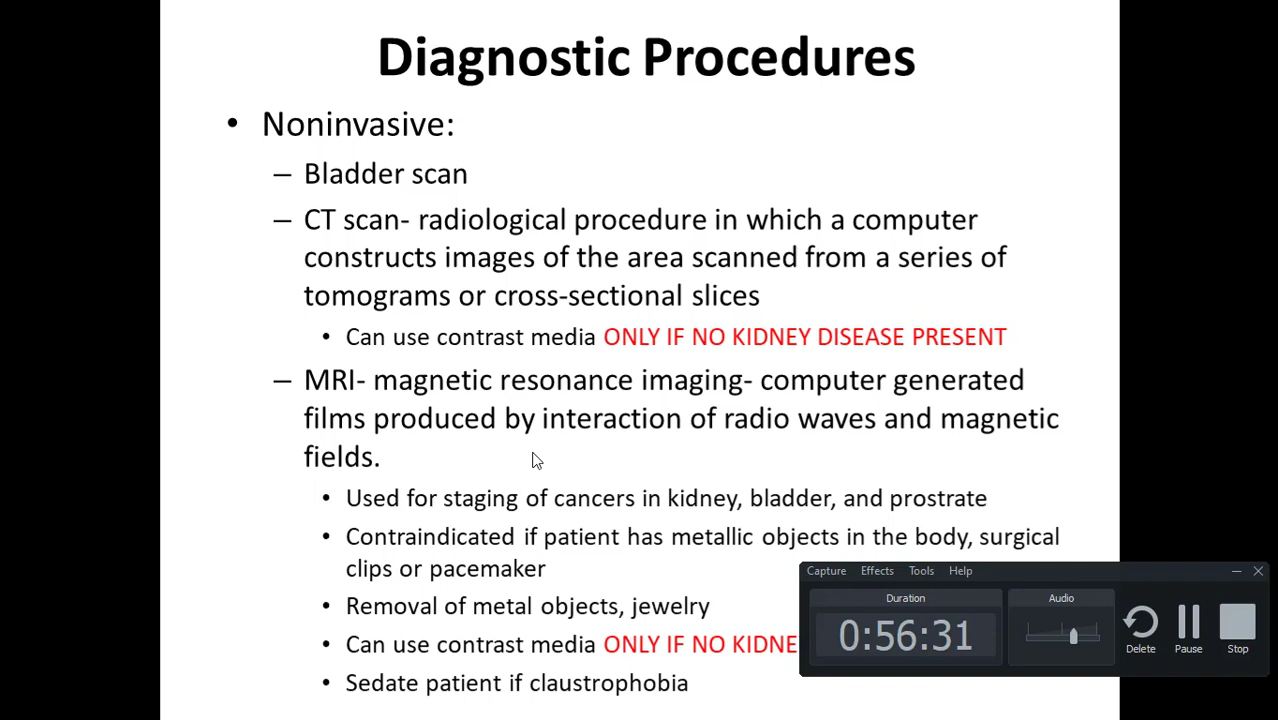 Diagnostic Procedures
• Noninvasive:
– Bladder scan
– CT scan- radiological procedure in which a computer
constructs images of the area scanned from a series of
tomograms or cross-sectional slices
• Can use contrast media ONLY IF NO KIDNEY DISEASE PRESENT
– MRI- magnetic resonance imaging- computer generated
films produced by interaction of radio waves and magnetic
fields.
• Used for staging of cancers in kidney, bladder, and prostrate
• Contraindicated if patient has metallic objects in the body, surgical
clips or pacemaker
• Removal of metal objects, jewelry
• Can use contrast media ONLY IF NO KIDNE
• Sedate patient if claustrophobia
Capture Effects Tools Help
Duration
0:56:31
Audio
Delete
Pause
Stop